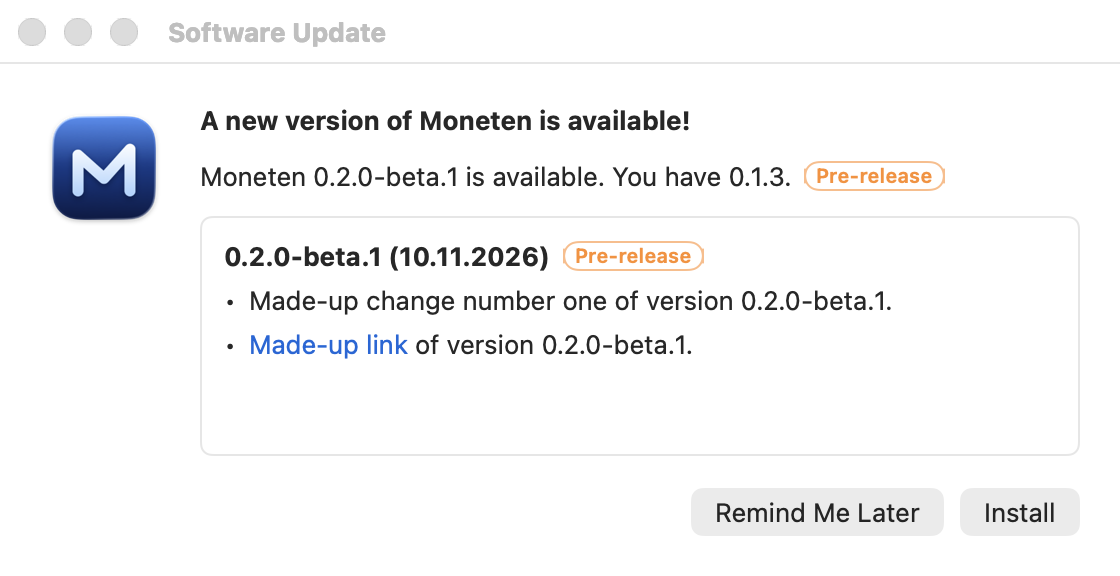 Software Update
M
A new version of Moneten is available!
Moneten 0.2.0-beta.1 is available. You have 0.1.3. Pre-release
0.2.0-beta.1 (10.11.2026) Pre-release
• Made-up change number one of version 0.2.0-beta.1.
• Made-up link of version 0.2.0-beta.1.
Remind Me Later Install